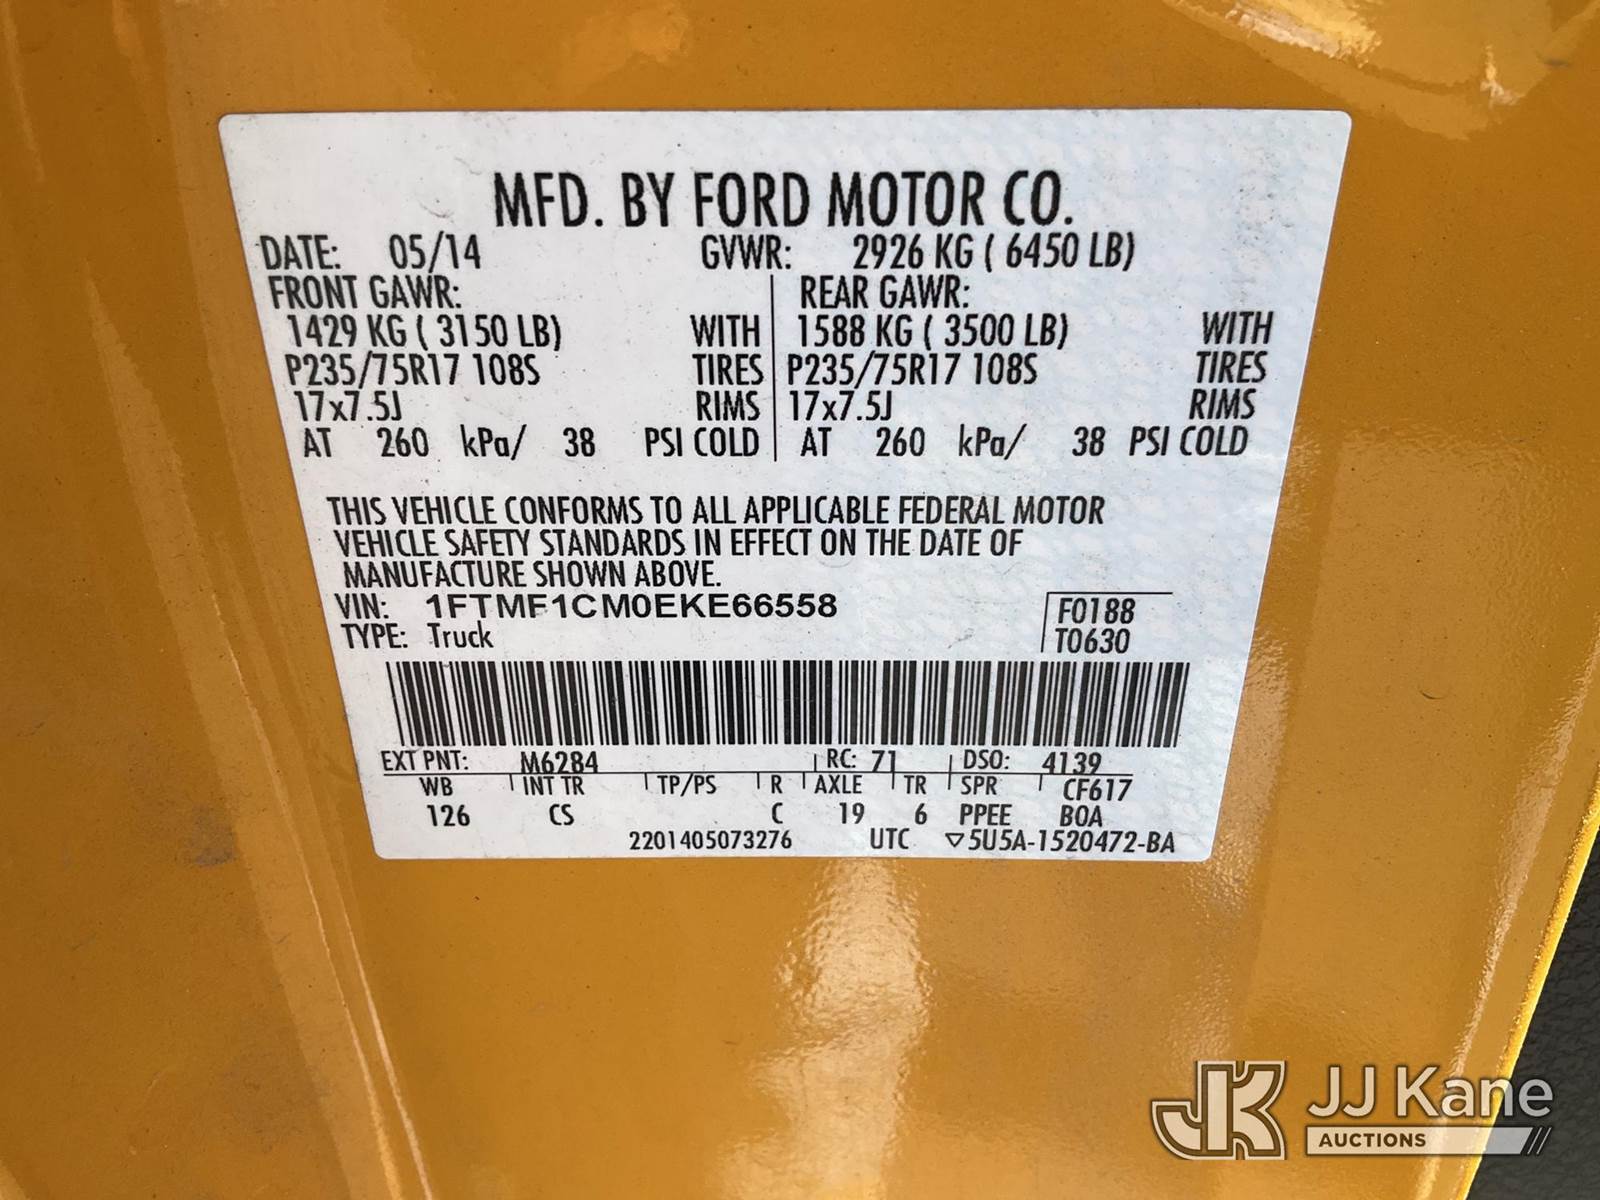 MFD. BY FORD MOTOR CO.
DATE: 05/14 GVWR: 2926 KG ( 6450 LB)
FRONT GAWR: REAR GAWR:
1429 KG ( 3150 LB) WITH 1588 KG ( 3500 LB) WITH
P235/75R17 108S TIRES P235/75R17 108S TIRES
17x7.5J RIMS 17x7.5J RIMS
AT 260 kPa/ 38 PSI COLD AT 260 kPa/ 38 PSI COLD
THIS VEHICLE CONFORMS TO ALL APPLICABLE FEDERAL MOTOR
VEHICLE SAFETY STANDARDS IN EFFECT ON THE DATE OF
MANUFACTURE SHOWN ABOVE.
VIN: 1FTMF1CM0EKE66558 F0188
TYPE: Truck T0630
EXT PNT: M6284 RC: 71 DSO: 4139
WB INT TR TP/PS R AXLE TR SPR CF617
126 CS C 19 6 PPEE BOA
2201405073276 UTC ▽5U5A-1520472-BA
JK JJ Kane
AUCTIONS